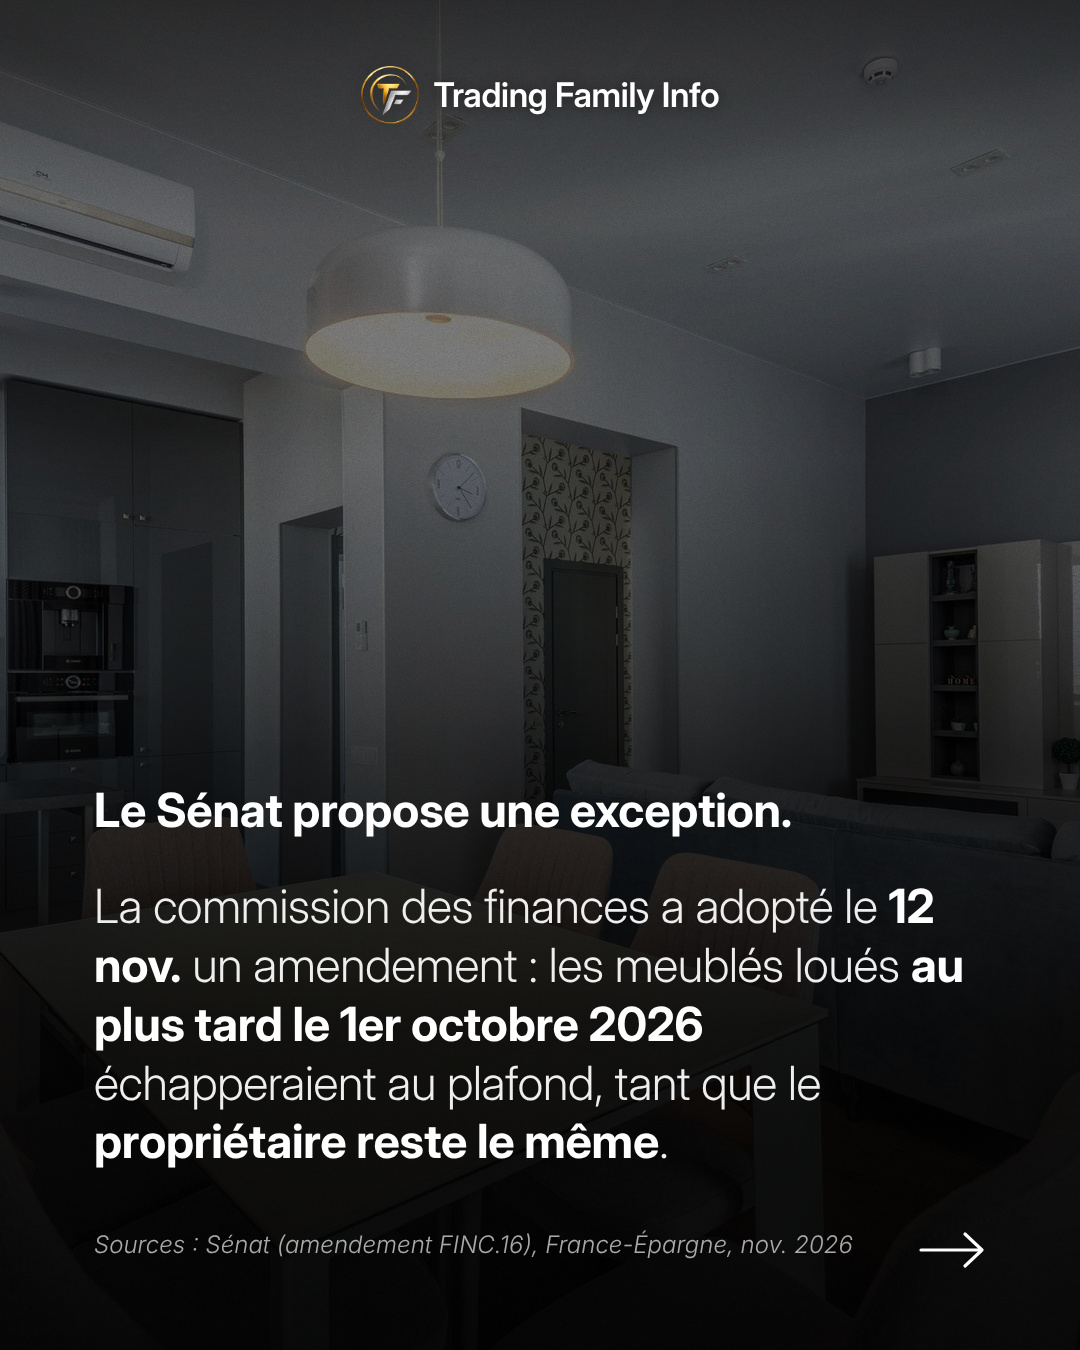 Trading Family Info
Le Sénat propose une exception.
La commission des finances a adopté le 12
nov. un amendement : les meublés loués au
plus tard le 1er octobre 2026
échapperaient au plafond, tant que le
propriétaire reste le même.
Sources : Sénat (amendement FINC.16), France-Épargne, nov. 2026